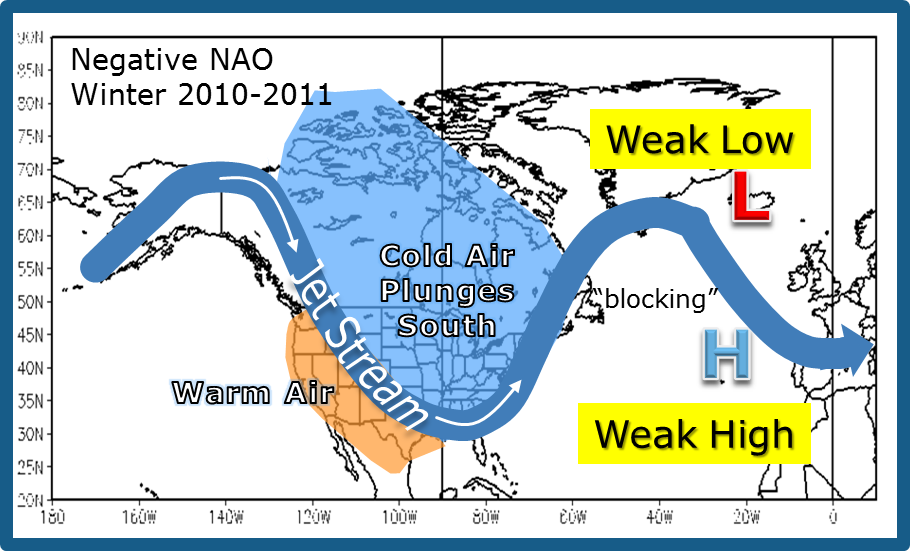 Negative NAO
Winter 2010-2011
90N
85N
80N
75N
70N
65N
60N
55N
50N
45N
40N
35N
30N
25N
20N
Weak Low
L
Cold Air
Plunges
South
"blocking"
Jet Stream
H
Warm Air
Weak High
180
160W
140W
120W
100W
80W
60W
40W
20W
0